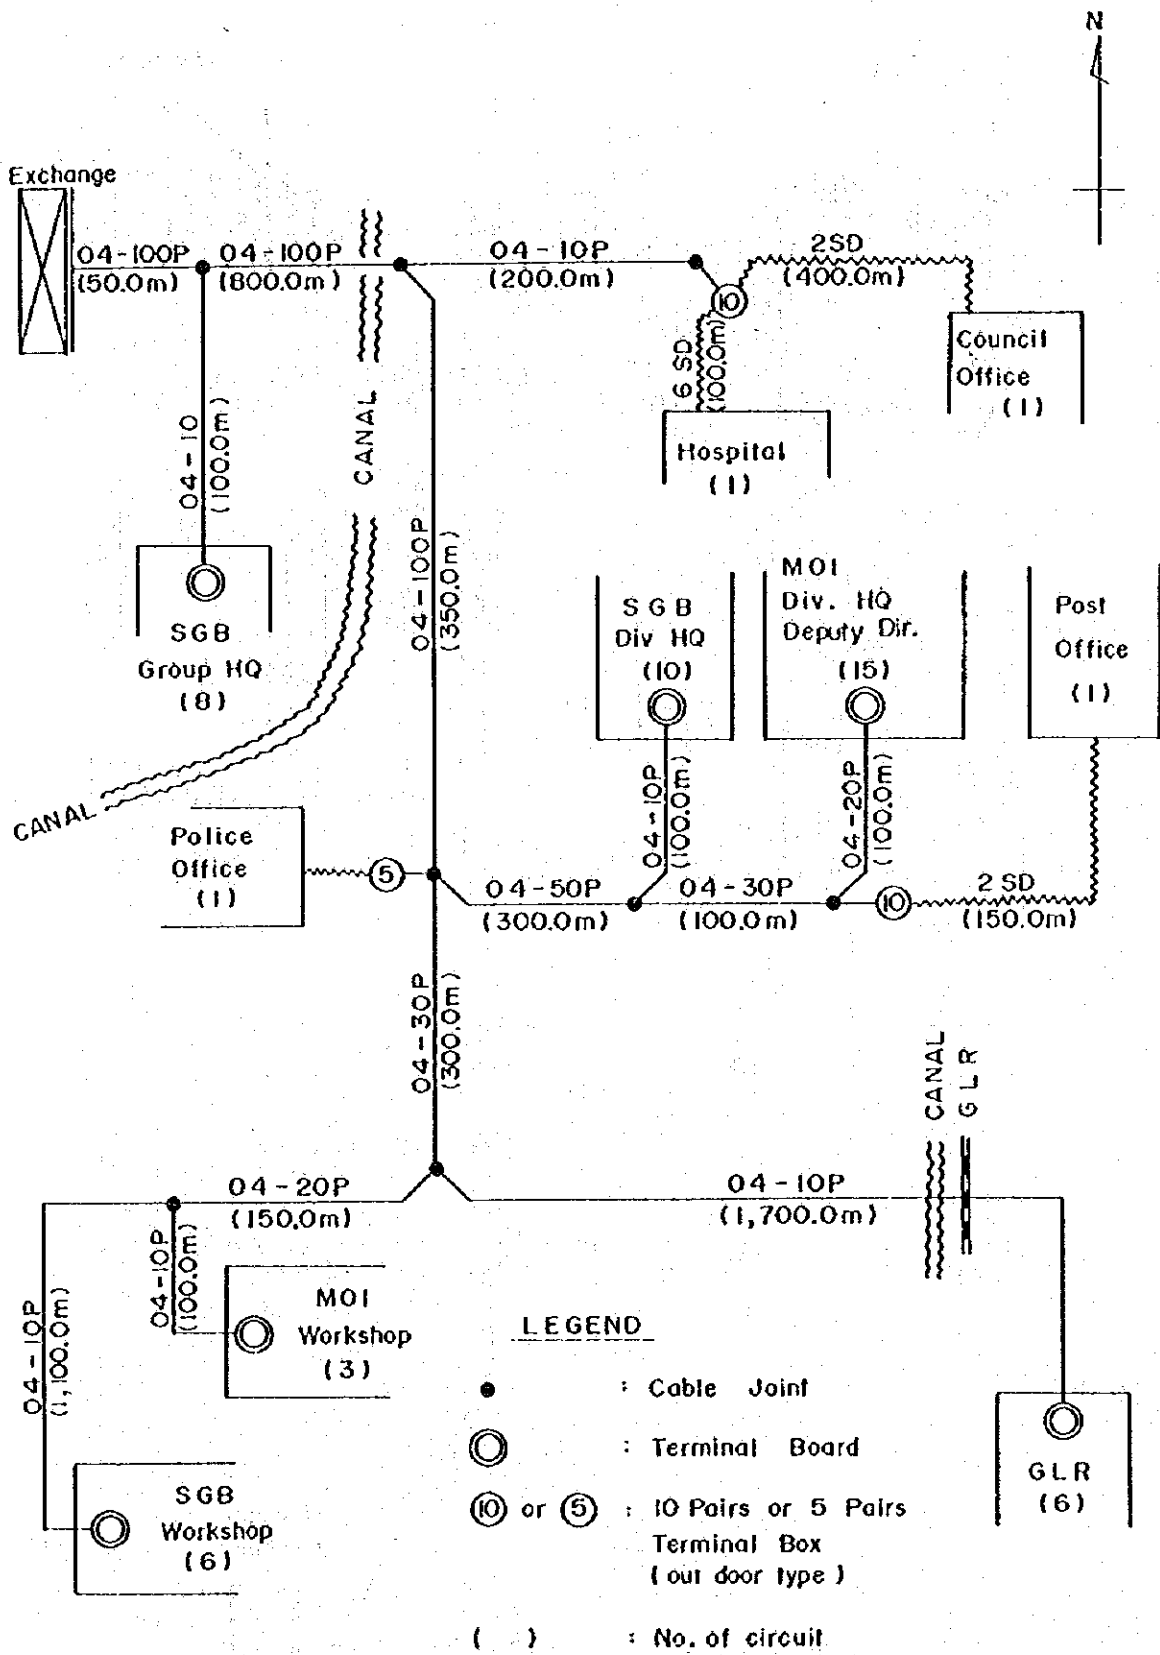 N
Exchange
04-100P
(50.0m)
04-100P
(800.0m)
04-10P
(200.0m)
2SD
(400.0m)
10
6 SD
(100.0m)
Council
Office
(1)
Hospital
(1)
04-10
(100.0m)
CANAL
04-100P
(350.0m)
SGB
Group HQ
(8)
SGB
Div HQ
(10)
MOI
Div. HQ
Deputy Dir.
(15)
Post
Office
(1)
CANAL
Police
Office
(1)
5
04-10P
(100.0m)
04-20P
(100.0m)
04-50P
(300.0m)
04-30P
(100.0m)
10
2 SD
(150.0m)
04-30P
(300.0m)
CANAL
GLR
04-20P
(150.0m)
04-10P
(1,700.0m)
04-10P
(100.0m)
04-10P
(1,100.0m)
MOI
Workshop
(3)
SGB
Workshop
(6)
GLR
(6)
LEGEND
: Cable Joint
: Terminal Board
10 or 5 : 10 Pairs or 5 Pairs
Terminal Box
(out door type)
( ) : No. of circuit